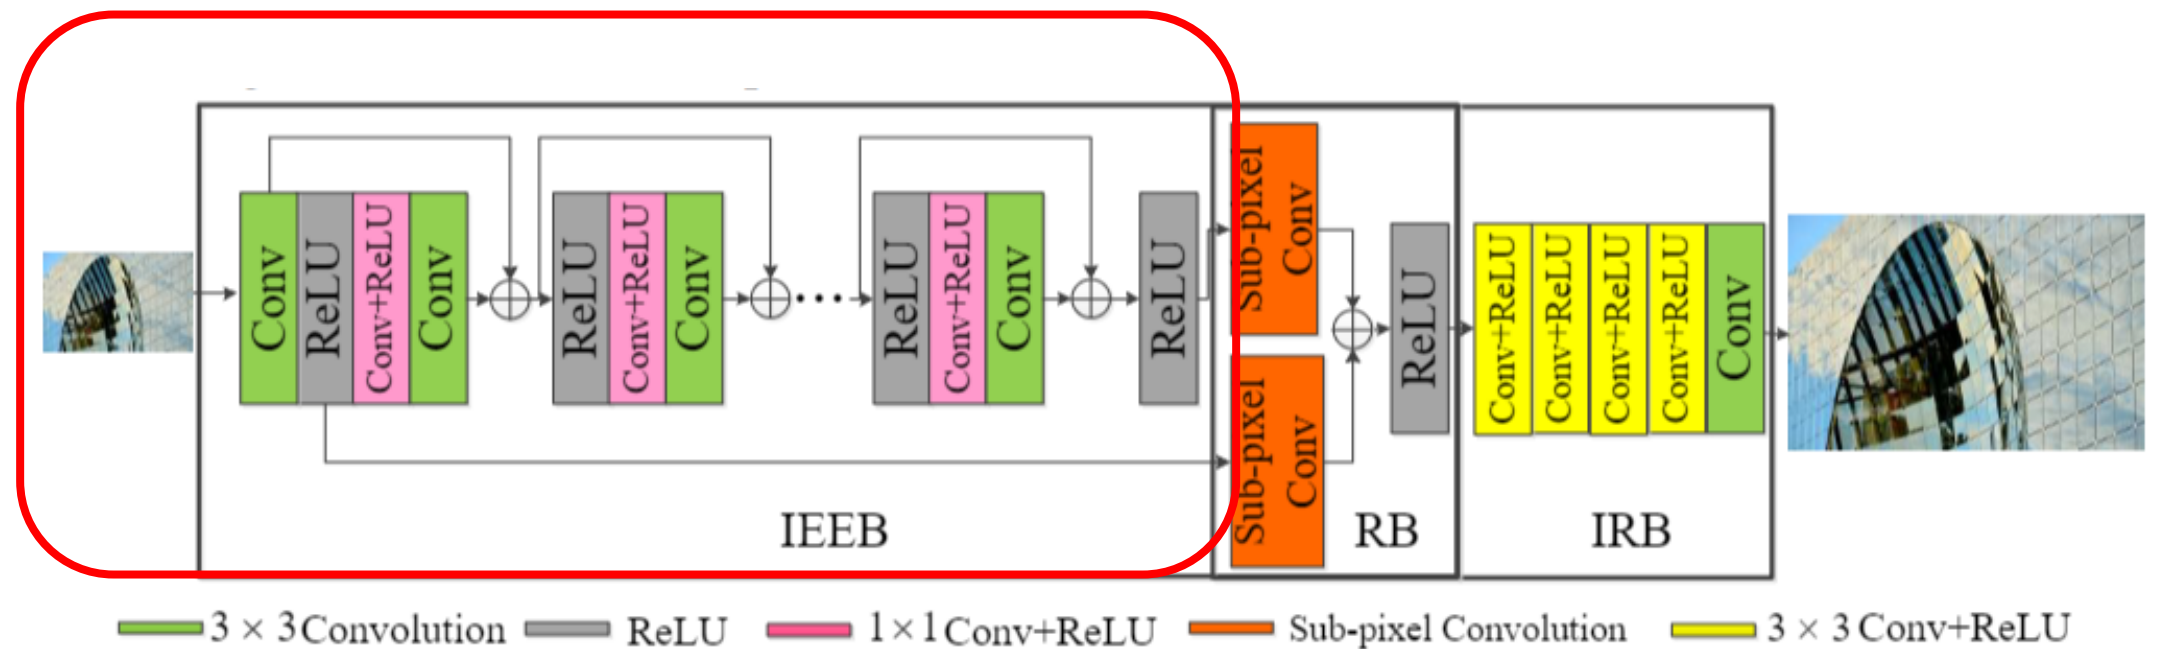 Conv
ReLU
Conv+ReLU
Conv
ReLU
Conv+ReLU
Conv
ReLU
Conv+ReLU
Conv
ReLU
Sub-pixel
Conv
Sub-pixel
Conv
ReLU
Conv+ReLU
Conv+ReLU
Conv+ReLU
Conv+ReLU
Conv
IEEB
RB
IRB
3 × 3 Convolution
ReLU
1×1 Conv+ReLU
Sub-pixel Convolution
3 × 3 Conv+ReLU